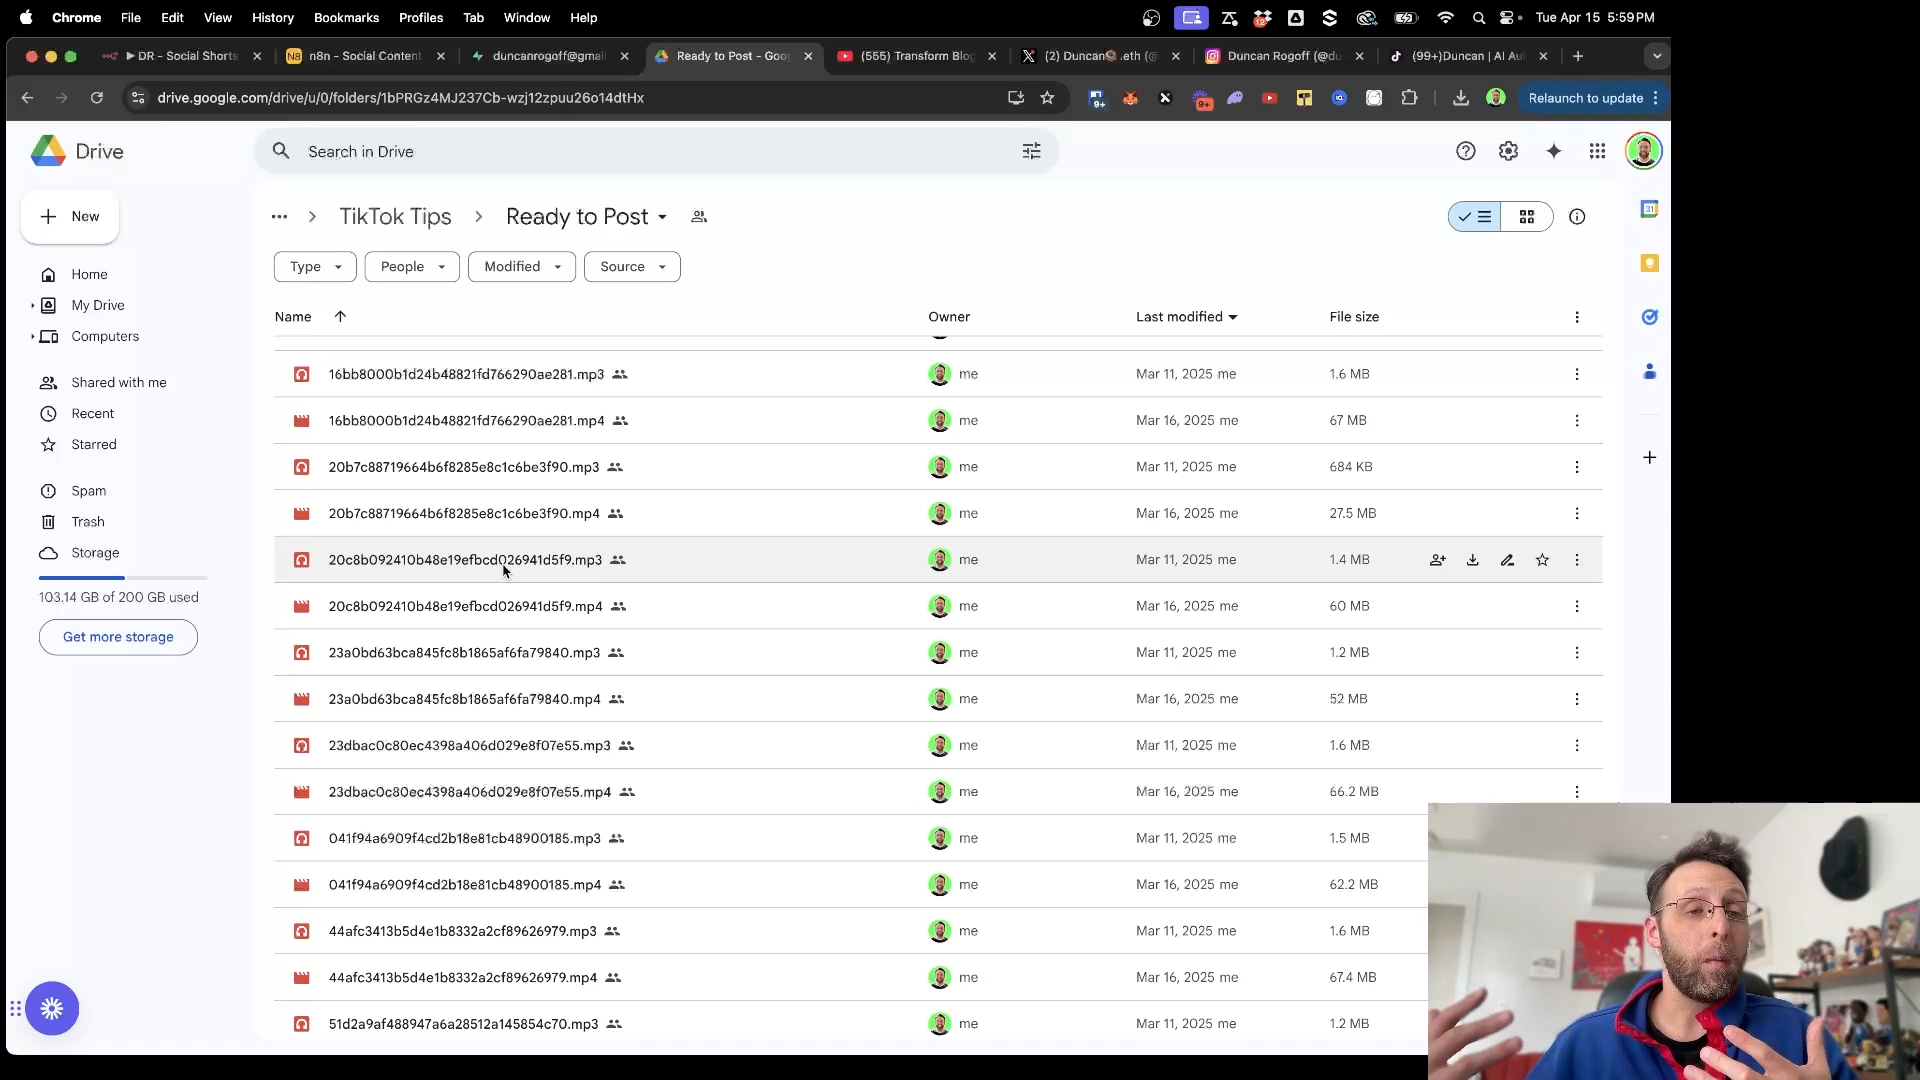 Chrome File Edit View History Bookmarks Profiles Tab Window Help Tue Apr 15 5:59 PM
DR - Social Shorts n8n - Social Content duncanrogoff@gmail Ready to Post - Goog (555) Transform Blog (2) Duncan .eth (@ Duncan Rogoff (@du (99+)Duncan | AI Aut
drive.google.com/drive/u/0/folders/1bPRGz4MJ237Cb-wzj12zpuu26o14dtHx 9+ 9+ Relaunch to update
Drive Search in Drive
New
... TikTok Tips Ready to Post
31
Type People Modified Source
Home
My Drive
Computers
Shared with me
Recent
Starred
Spam
Trash
Storage
103.14 GB of 200 GB used
Get more storage
Name Owner Last modified File size
16bb8000b1d24b48821fd766290ae281.mp3 me Mar 11, 2025 me 1.6 MB
16bb8000b1d24b48821fd766290ae281.mp4 me Mar 16, 2025 me 67 MB
20b7c88719664b6f8285e8c1c6be3f90.mp3 me Mar 11, 2025 me 684 KB
20b7c88719664b6f8285e8c1c6be3f90.mp4 me Mar 16, 2025 me 27.5 MB
20c8b092410b48e19efbcd026941d5f9.mp3 me Mar 11, 2025 me 1.4 MB
20c8b092410b48e19efbcd026941d5f9.mp4 me Mar 16, 2025 me 60 MB
23a0bd63bca845fc8b1865af6fa79840.mp3 me Mar 11, 2025 me 1.2 MB
23a0bd63bca845fc8b1865af6fa79840.mp4 me Mar 16, 2025 me 52 MB
23dbac0c80ec4398a406d029e8f07e55.mp3 me Mar 11, 2025 me 1.6 MB
23dbac0c80ec4398a406d029e8f07e55.mp4 me Mar 16, 2025 me 66.2 MB
041f94a6909f4cd2b18e81cb48900185.mp3 me Mar 11, 2025 me 1.5 MB
041f94a6909f4cd2b18e81cb48900185.mp4 me Mar 16, 2025 me 62.2 MB
44afc3413b5d4e1b8332a2cf89626979.mp3 me Mar 11, 2025 me 1.6 MB
44afc3413b5d4e1b8332a2cf89626979.mp4 me Mar 16, 2025 me 67.4 MB
51d2a9af488947a6a28512a145854c70.mp3 me Mar 11, 2025 me 1.2 MB